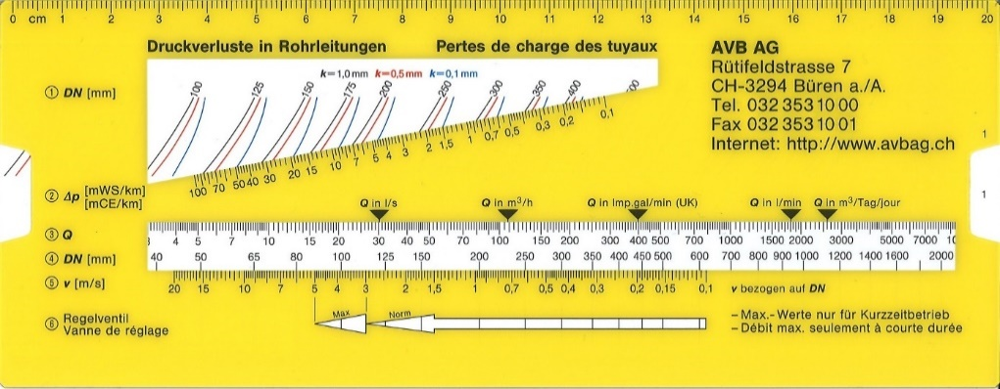 0 cm 1 2 3 4 5 6 7 8 9 10 11 12 13 14 15 16 17 18 19 20
Druckverluste in Rohrleitungen Pertes de charge des tuyaux
k=1,0 mm k=0,5 mm k=0,1 mm
① DN [mm]
100 125 150 175 200 250 300 350 400 500
100 70 50 40 30 20 15 10 7 5 4 3 2 1,5 1 0,7 0,5 0,3 0,2 0,1
② Δp [mWS/km]
[mCE/km]
AVB AG
Rütifeldstrasse 7
CH-3294 Büren a./A.
Tel. 032 353 10 00
Fax 032 353 10 01
Internet: http://www.avbag.ch
1
1
Q in l/s Q in m³/h Q in Imp.gal/min (UK) Q in l/min Q in m³/Tag/jour
③ Q
3 4 5 7 10 15 20 30 40 50 70 100 150 200 300 400 500 700 1000 1500 2000 3000 5000 7000 10
④ DN [mm]
40 50 65 80 100 125 150 200 250 300 350 400 450 500 600 700 800 900 1000 1200 1400 1600 2000
⑤ v [m/s]
20 15 10 7 5 4 3 2 1,5 1 0,7 0,5 0,4 0,3 0,2 0,15 0,1 v bezogen auf DN
⑥ Regelventil
Vanne de réglage
Max Norm
– Max.- Werte nur für Kurzzeitbetrieb
– Débit max. seulement à courte durée